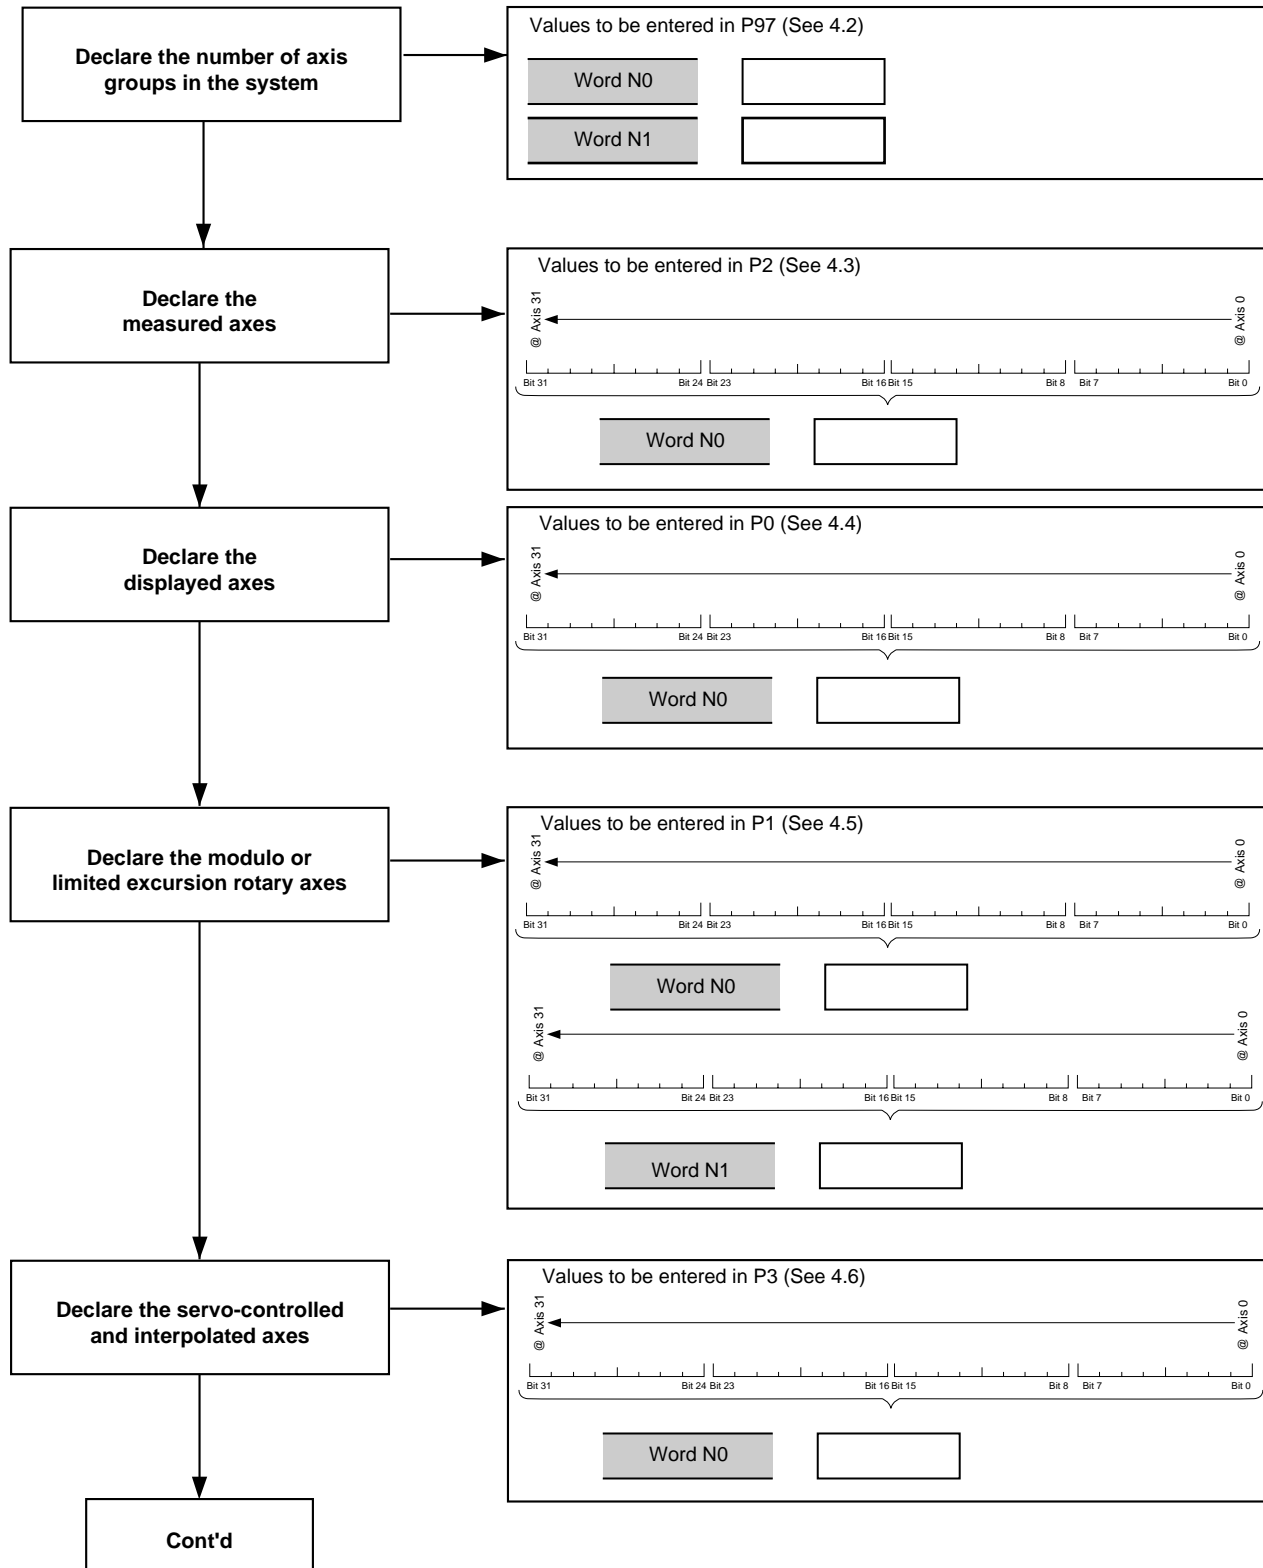 Declare the number of axis
groups in the system
Values to be entered in P97 (See 4.2)
Word N0
Word N1
Declare the
measured axes
Values to be entered in P2 (See 4.3)
@ Axis 31
@ Axis 0
Bit 31 Bit 24 Bit 23 Bit 16 Bit 15 Bit 8 Bit 7 Bit 0
Word N0
Declare the
displayed axes
Values to be entered in P0 (See 4.4)
@ Axis 31
@ Axis 0
Bit 31 Bit 24 Bit 23 Bit 16 Bit 15 Bit 8 Bit 7 Bit 0
Word N0
Declare the modulo or
limited excursion rotary axes
Values to be entered in P1 (See 4.5)
@ Axis 31
@ Axis 0
Bit 31 Bit 24 Bit 23 Bit 16 Bit 15 Bit 8 Bit 7 Bit 0
Word N0
@ Axis 31
@ Axis 0
Bit 31 Bit 24 Bit 23 Bit 16 Bit 15 Bit 8 Bit 7 Bit 0
Word N1
Declare the servo-controlled
and interpolated axes
Values to be entered in P3 (See 4.6)
@ Axis 31
@ Axis 0
Bit 31 Bit 24 Bit 23 Bit 16 Bit 15 Bit 8 Bit 7 Bit 0
Word N0
Cont'd